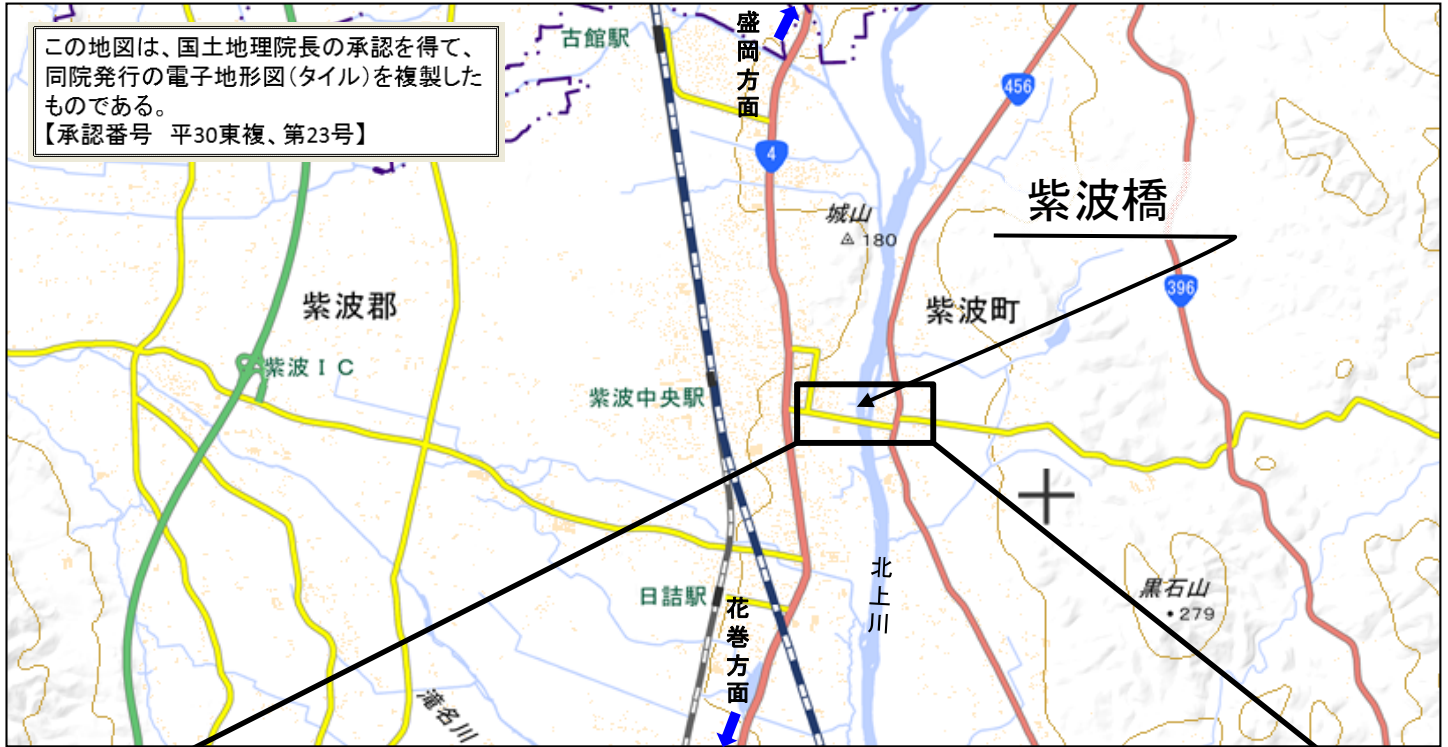 この地図は、国土地理院長の承認を得て、
同院発行の電子地形図(タイル)を複製した
ものである。
【承認番号　平30東複、第23号】
古館駅
盛岡方面
456
4
紫波橋
城山
180
396
紫波郡
紫波町
紫波IC
紫波中央駅
北上川
黒石山
279
日詰駅
花巻方面
滝名川